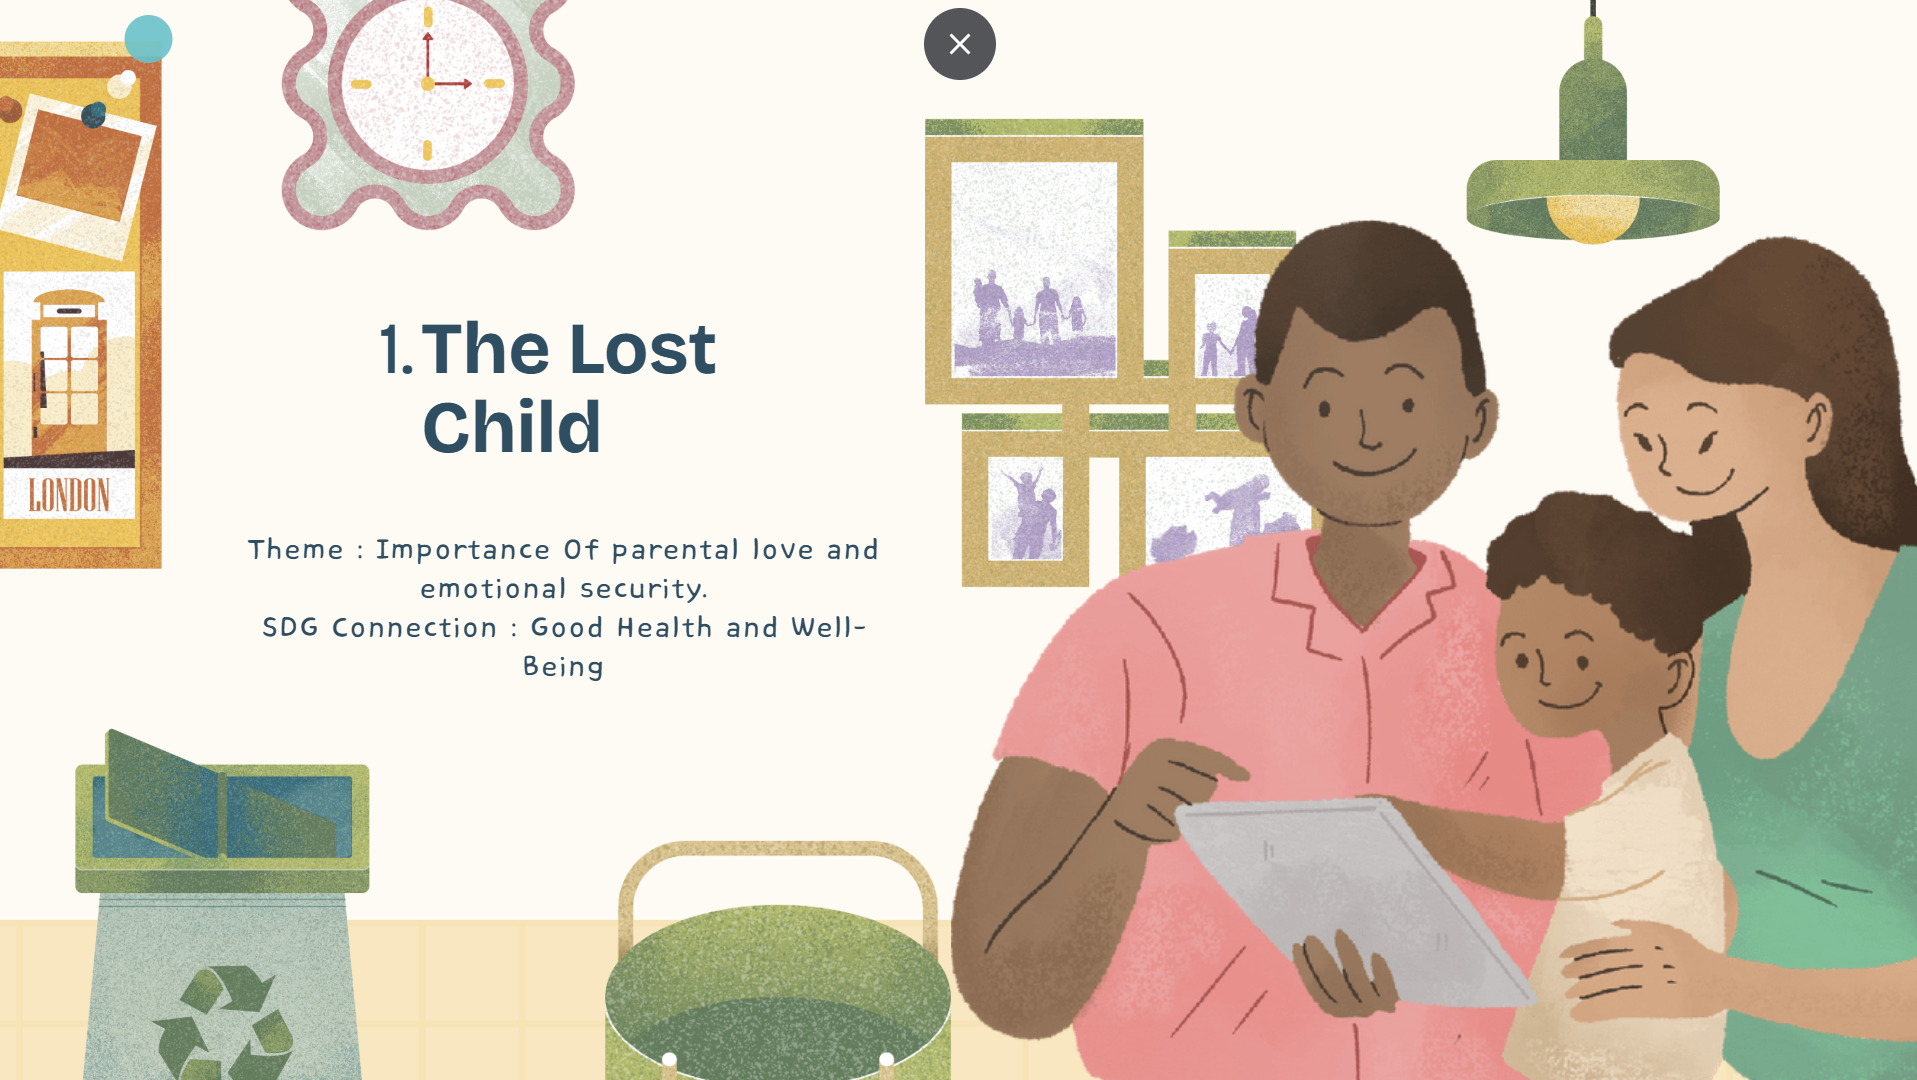 1. The Lost
Child
Theme : Importance Of parental love and
emotional security.
SDG Connection : Good Health and Well-
Being
LONDON